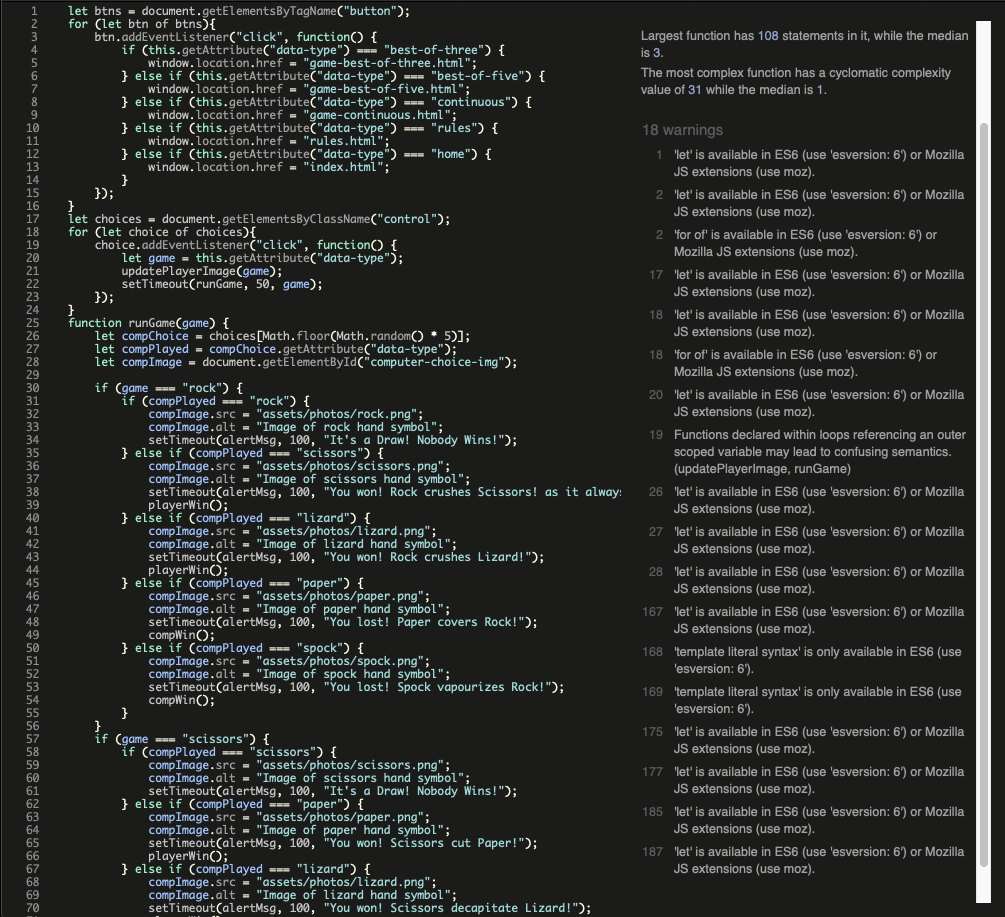 1 let btns = document.getElementsByTagName("button");
2 for (let btn of btns){
3 btn.addEventListener("click", function() {
4 if (this.getAttribute("data-type") === "best-of-three") {
5 window.location.href = "game-best-of-three.html";
6 } else if (this.getAttribute("data-type") === "best-of-five") {
7 window.location.href = "game-best-of-five.html";
8 } else if (this.getAttribute("data-type") === "continuous") {
9 window.location.href = "game-continuous.html";
10 } else if (this.getAttribute("data-type") === "rules") {
11 window.location.href = "rules.html";
12 } else if (this.getAttribute("data-type") === "home") {
13 window.location.href = "index.html";
14 }
15 });
16 }
17 let choices = document.getElementsByClassName("control");
18 for (let choice of choices){
19 choice.addEventListener("click", function() {
20 let game = this.getAttribute("data-type");
21 updatePlayerImage(game);
22 setTimeout(runGame, 50, game);
23 });
24 }
25 function runGame(game) {
26 let compChoice = choices[Math.floor(Math.random() * 5)];
27 let compPlayed = compChoice.getAttribute("data-type");
28 let compImage = document.getElementById("computer-choice-img");
29
30 if (game === "rock") {
31 if (compPlayed === "rock") {
32 compImage.src = "assets/photos/rock.png";
33 compImage.alt = "Image of rock hand symbol";
34 setTimeout(alertMsg, 100, "It's a Draw! Nobody Wins!");
35 } else if (compPlayed === "scissors") {
36 compImage.src = "assets/photos/scissors.png";
37 compImage.alt = "Image of scissors hand symbol";
38 setTimeout(alertMsg, 100, "You won! Rock crushes Scissors! as it alway
39 playerWin();
40 } else if (compPlayed === "lizard") {
41 compImage.src = "assets/photos/lizard.png";
42 compImage.alt = "Image of lizard hand symbol";
43 setTimeout(alertMsg, 100, "You won! Rock crushes Lizard!");
44 playerWin();
45 } else if (compPlayed === "paper") {
46 compImage.src = "assets/photos/paper.png";
47 compImage.alt = "Image of paper hand symbol";
48 setTimeout(alertMsg, 100, "You lost! Paper covers Rock!");
49 compWin();
50 } else if (compPlayed === "spock") {
51 compImage.src = "assets/photos/spock.png";
52 compImage.alt = "Image of spock hand symbol";
53 setTimeout(alertMsg, 100, "You lost! Spock vapourizes Rock!");
54 compWin();
55 }
56 }
57 if (game === "scissors") {
58 if (compPlayed === "scissors") {
59 compImage.src = "assets/photos/scissors.png";
60 compImage.alt = "Image of scissors hand symbol";
61 setTimeout(alertMsg, 100, "It's a Draw! Nobody Wins!");
62 } else if (compPlayed === "paper") {
63 compImage.src = "assets/photos/paper.png";
64 compImage.alt = "Image of paper hand symbol";
65 setTimeout(alertMsg, 100, "You won! Scissors cut Paper!");
66 playerWin();
67 } else if (compPlayed === "lizard") {
68 compImage.src = "assets/photos/lizard.png";
69 compImage.alt = "Image of lizard hand symbol";
70 setTimeout(alertMsg, 100, "You won! Scissors decapitate Lizard!");
Largest function has 108 statements in it, while the median
is 3.
The most complex function has a cyclomatic complexity
value of 31 while the median is 1.
18 warnings
1 'let' is available in ES6 (use 'esversion: 6') or Mozilla
JS extensions (use moz).
2 'let' is available in ES6 (use 'esversion: 6') or Mozilla
JS extensions (use moz).
2 'for of' is available in ES6 (use 'esversion: 6') or
Mozilla JS extensions (use moz).
17 'let' is available in ES6 (use 'esversion: 6') or Mozilla
JS extensions (use moz).
18 'let' is available in ES6 (use 'esversion: 6') or Mozilla
JS extensions (use moz).
18 'for of' is available in ES6 (use 'esversion: 6') or
Mozilla JS extensions (use moz).
20 'let' is available in ES6 (use 'esversion: 6') or Mozilla
JS extensions (use moz).
19 Functions declared within loops referencing an outer
scoped variable may lead to confusing semantics.
(updatePlayerImage, runGame)
26 'let' is available in ES6 (use 'esversion: 6') or Mozilla
JS extensions (use moz).
27 'let' is available in ES6 (use 'esversion: 6') or Mozilla
JS extensions (use moz).
28 'let' is available in ES6 (use 'esversion: 6') or Mozilla
JS extensions (use moz).
167 'let' is available in ES6 (use 'esversion: 6') or Mozilla
JS extensions (use moz).
168 'template literal syntax' is only available in ES6 (use
'esversion: 6').
169 'template literal syntax' is only available in ES6 (use
'esversion: 6').
175 'let' is available in ES6 (use 'esversion: 6') or Mozilla
JS extensions (use moz).
177 'let' is available in ES6 (use 'esversion: 6') or Mozilla
JS extensions (use moz).
185 'let' is available in ES6 (use 'esversion: 6') or Mozilla
JS extensions (use moz).
187 'let' is available in ES6 (use 'esversion: 6') or Mozilla
JS extensions (use moz).